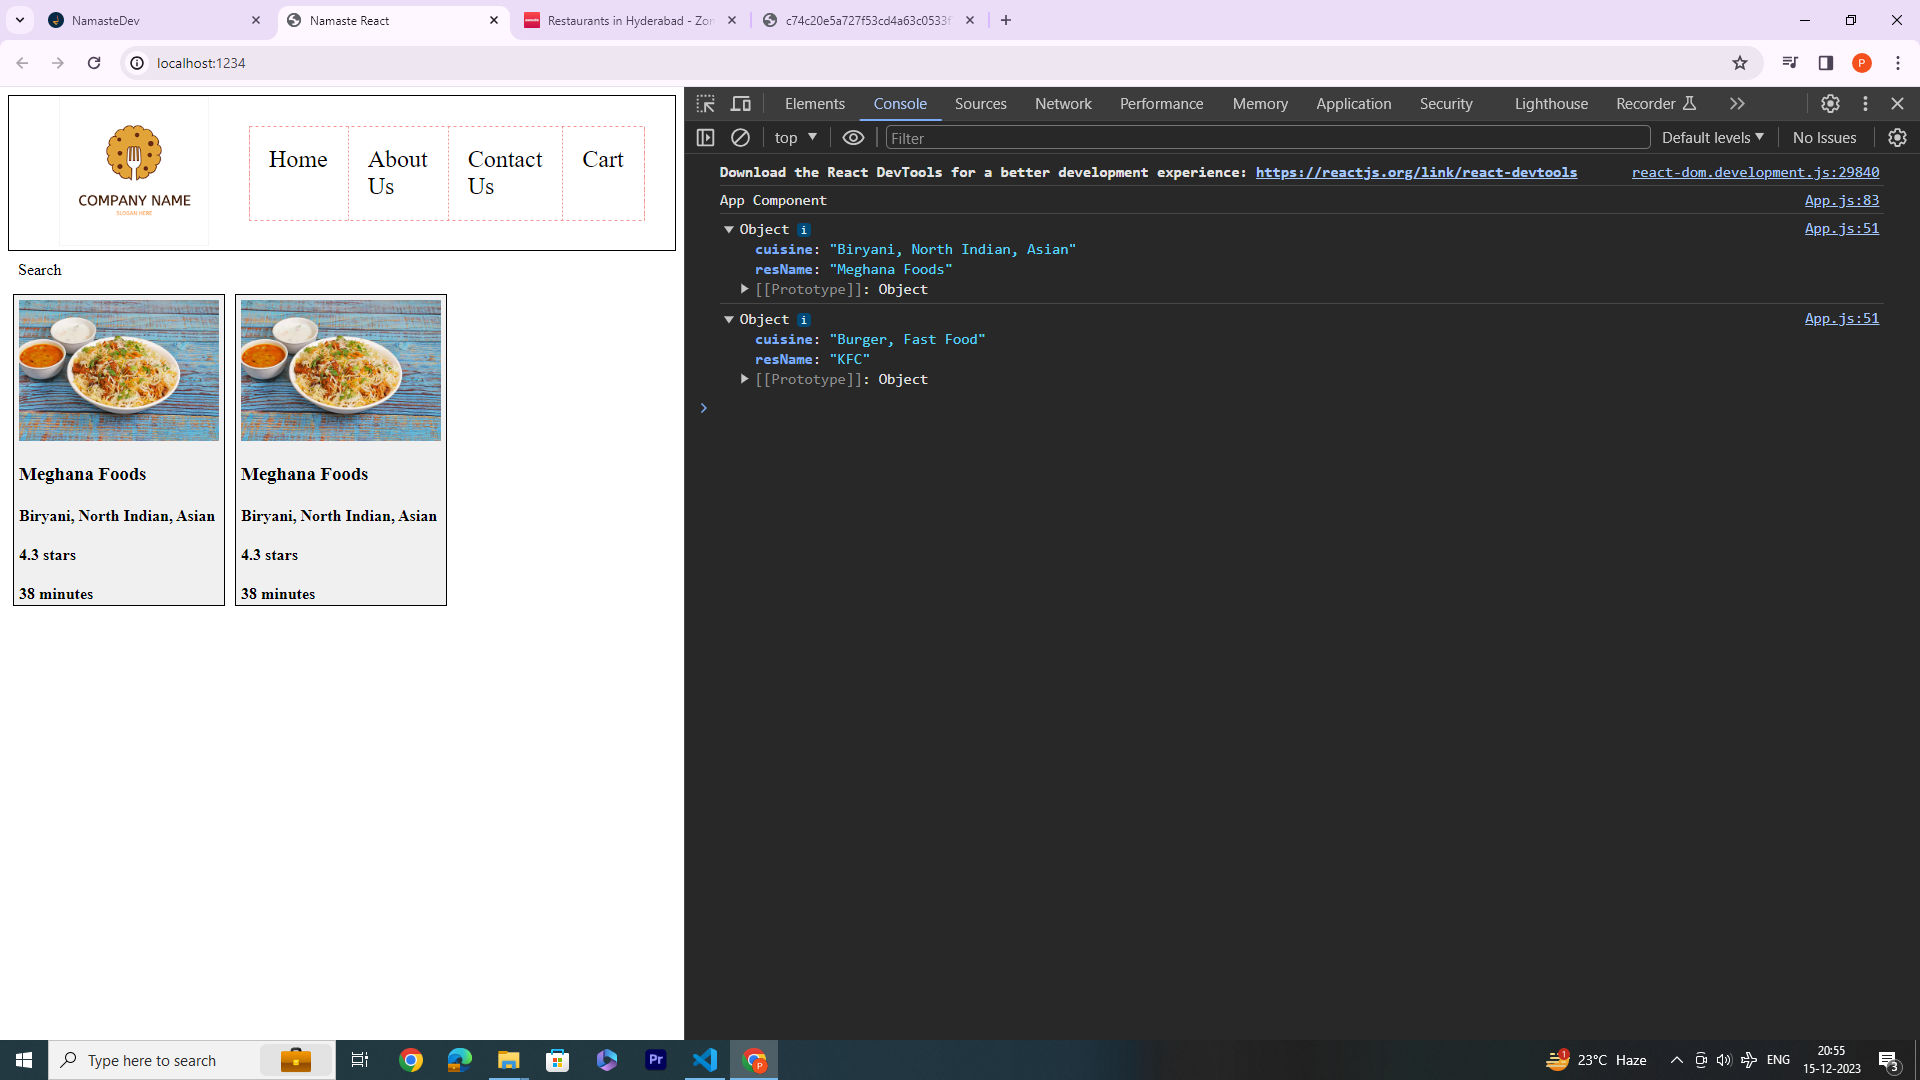 NamasteDev
Namaste React
Restaurants in Hyderabad - Zon
c74c20e5a727f53cd4a63c0533f
localhost:1234
P
COMPANY NAME
SLOGAN HERE
Home
About Us
Contact Us
Cart
Search
Meghana Foods
Biryani, North Indian, Asian
4.3 stars
38 minutes
Meghana Foods
Biryani, North Indian, Asian
4.3 stars
38 minutes
Elements Console Sources Network Performance Memory Application Security Lighthouse Recorder
top Filter Default levels No Issues
Download the React DevTools for a better development experience: https://reactjs.org/link/react-devtools react-dom.development.js:29840
App Component App.js:83
Object i App.js:51
cuisine: "Biryani, North Indian, Asian"
resName: "Meghana Foods"
[[Prototype]]: Object
Object i App.js:51
cuisine: "Burger, Fast Food"
resName: "KFC"
[[Prototype]]: Object
Type here to search
Pr
P
1
23°C Haze
ENG
20:55
15-12-2023
3